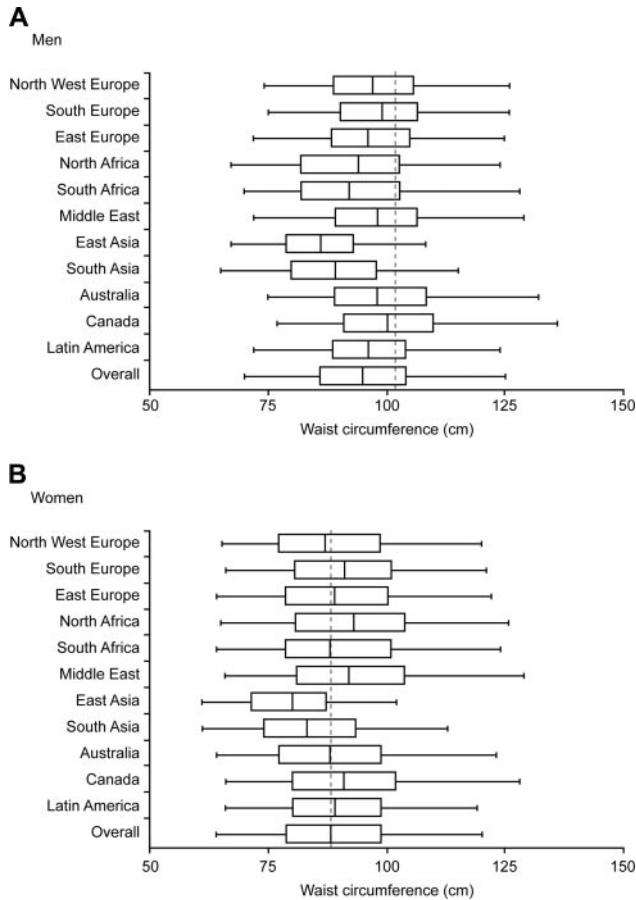 A
Men
North West Europe
South Europe
East Europe
North Africa
South Africa
Middle East
East Asia
South Asia
Australia
Canada
Latin America
Overall
50 75 100 125 150
Waist circumference (cm)
B
Women
North West Europe
South Europe
East Europe
North Africa
South Africa
Middle East
East Asia
South Asia
Australia
Canada
Latin America
Overall
50 75 100 125 150
Waist circumference (cm)